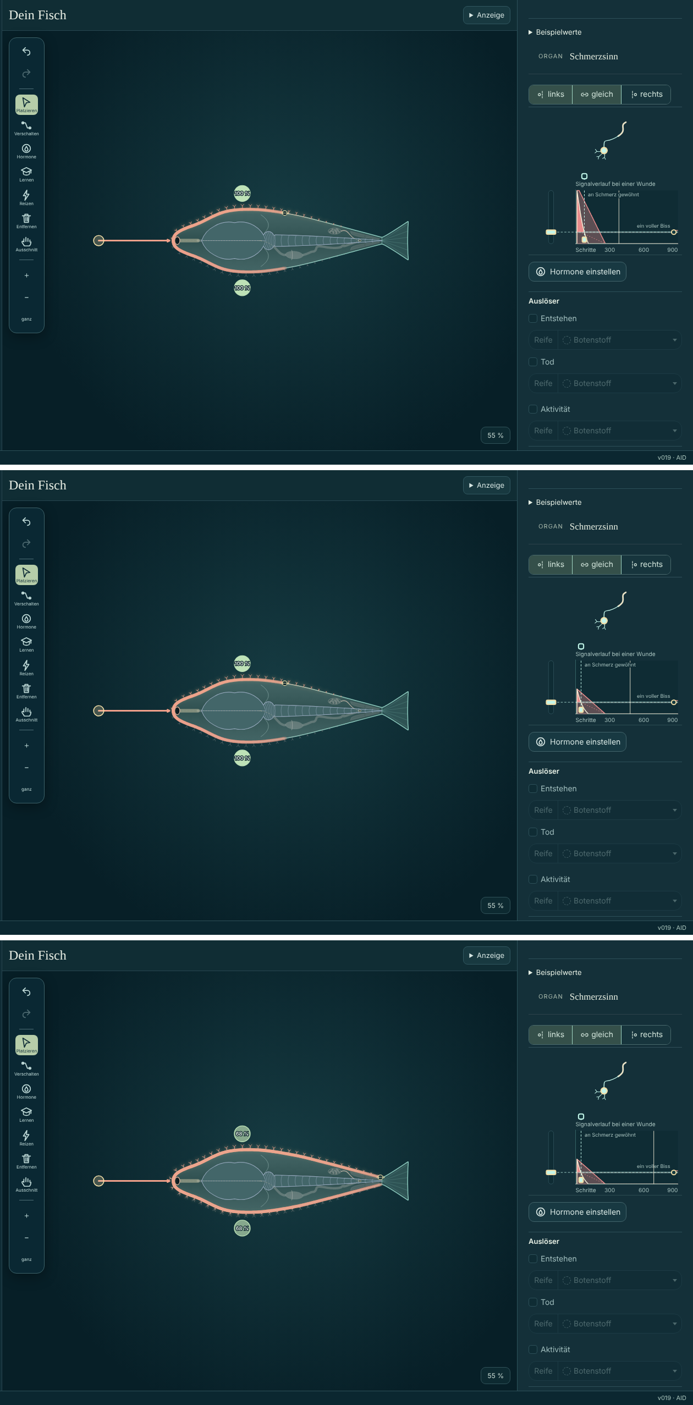 Dein Fisch
Anzeige
Platzieren
Verschalten
Hormone
Lernen
Reizen
Entfernen
Ausschnitt
+
−
ganz
100 %
100 %
55 %
Beispielwerte
ORGAN Schmerzsinn
links gleich rechts
Signalverlauf bei einer Wunde
an Schmerz gewöhnt
ein voller Biss
Schritte 300 600 900
Hormone einstellen
Auslöser
Entstehen
Reife Botenstoff
Tod
Reife Botenstoff
Aktivität
Reife Botenstoff
v019 · AID
Dein Fisch
Anzeige
Platzieren
Verschalten
Hormone
Lernen
Reizen
Entfernen
Ausschnitt
+
−
ganz
100 %
100 %
55 %
Beispielwerte
ORGAN Schmerzsinn
links gleich rechts
Signalverlauf bei einer Wunde
an Schmerz gewöhnt
ein voller Biss
Schritte 300 600 900
Hormone einstellen
Auslöser
Entstehen
Reife Botenstoff
Tod
Reife Botenstoff
Aktivität
Reife Botenstoff
v019 · AID
Dein Fisch
Anzeige
Platzieren
Verschalten
Hormone
Lernen
Reizen
Entfernen
Ausschnitt
+
−
ganz
55 %
Beispielwerte
ORGAN Schmerzsinn
links gleich rechts
Signalverlauf bei einer Wunde
an Schmerz gewöhnt
ein voller Biss
Schritte 300 600 900
Hormone einstellen
Auslöser
Entstehen
Reife Botenstoff
Tod
Reife Botenstoff
Aktivität
Reife Botenstoff
v019 · AID